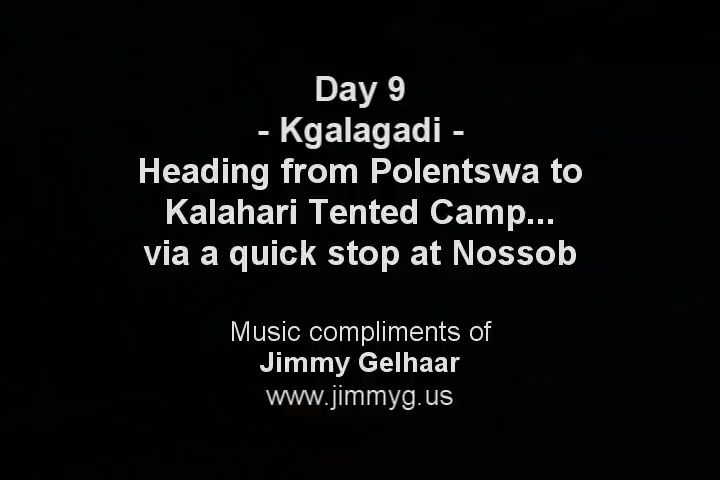 Day 9
- Kgalagadi -
Heading from Polentswa to
Kalahari Tented Camp...
via a quick stop at Nossob
Music compliments of
Jimmy Gelhaar
www.jimmyg.us